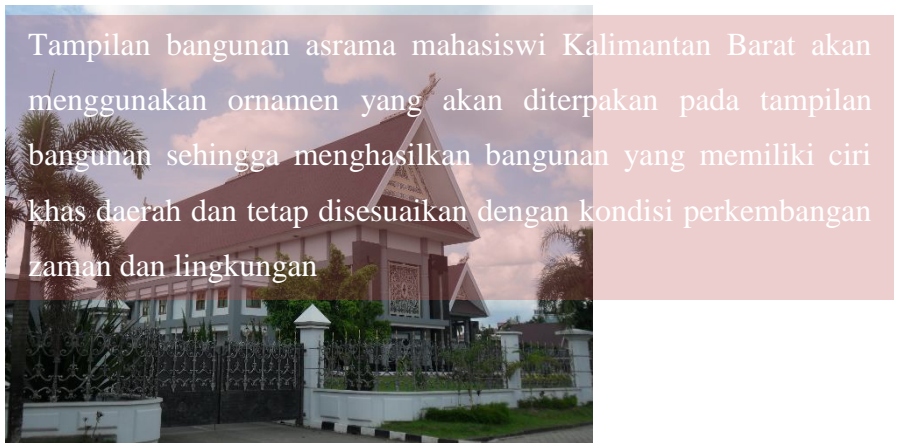 Tampilan bangunan asrama mahasiswi Kalimantan Barat akan
menggunakan ornamen yang akan diterpakan pada tampilan
bangunan sehingga menghasilkan bangunan yang memiliki ciri
khas daerah dan tetap disesuaikan dengan kondisi perkembangan
zaman dan lingkungan